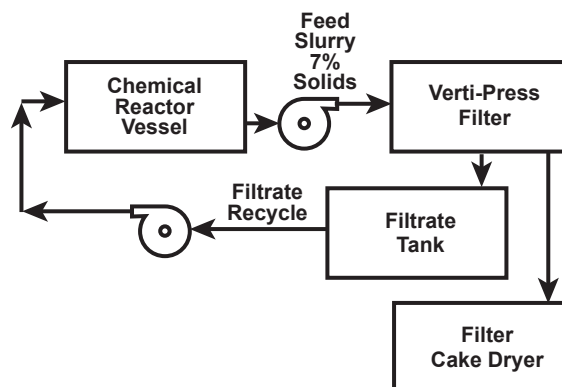 Feed
Slurry
7%
Solids
Chemical
Reactor
Vessel
Verti-Press
Filter
Filtrate
Recycle
Filtrate
Tank
Filter
Cake Dryer